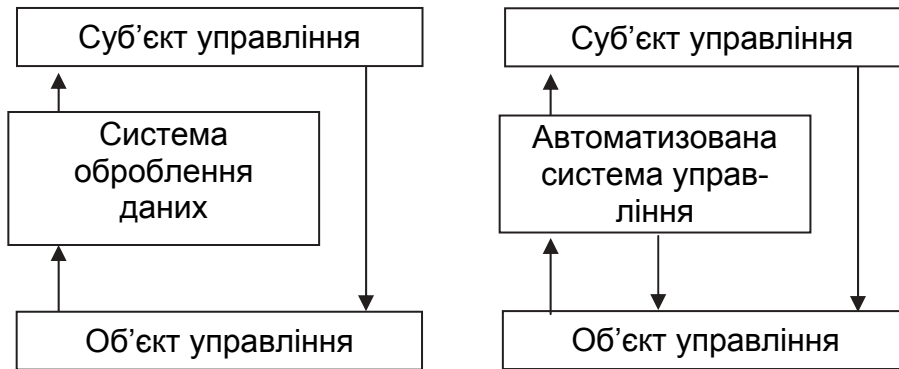 Суб’єкт управління
Система
оброблення
даних
Об’єкт управління
Суб’єкт управління
Автоматизована
система управ-
ління
Об’єкт управління